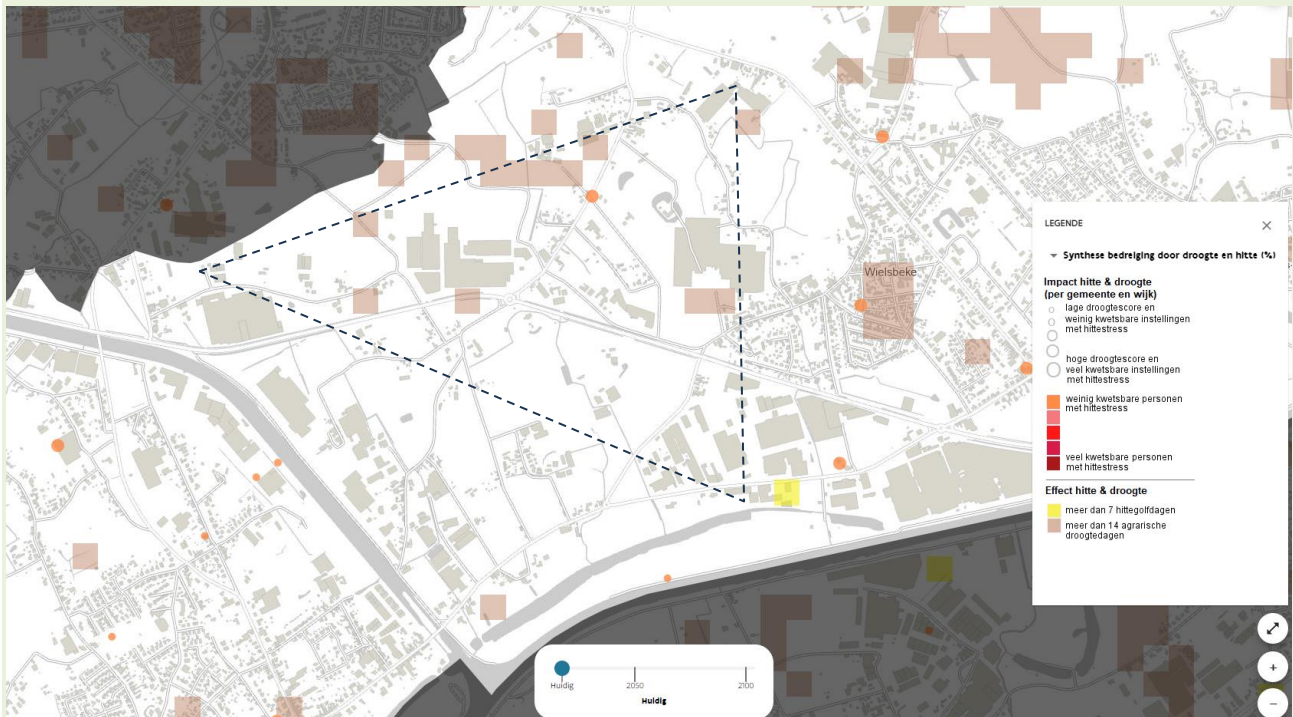 Wielsbeke
LEGENDE
Synthese bedreiging door droogte en hitte (%)
Impact hitte & droogte
(per gemeente en wijk)
lage droogtescore en
weinig kwetsbare instellingen
met hittestress
hoge droogtescore en
veel kwetsbare instellingen
met hittestress
weinig kwetsbare personen
met hittestress
veel kwetsbare personen
met hittestress
Effect hitte & droogte
meer dan 7 hittegolfdagen
meer dan 14 agrarische
droogtedagen
Huidig 2050 2100
Huidig